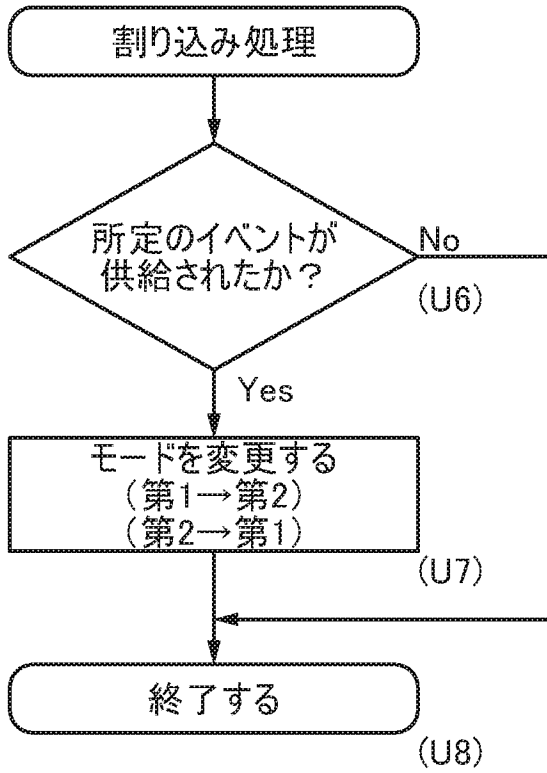 割り込み処理
所定のイベントが
供給されたか？
No
(U6)
Yes
モードを変更する
(第1→第2)
(第2→第1)
(U7)
終了する
(U8)